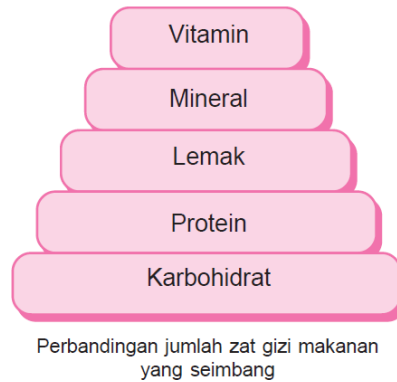 Vitamin
Mineral
Lemak
Protein
Karbohidrat
Perbandingan jumlah zat gizi makanan
yang seimbang